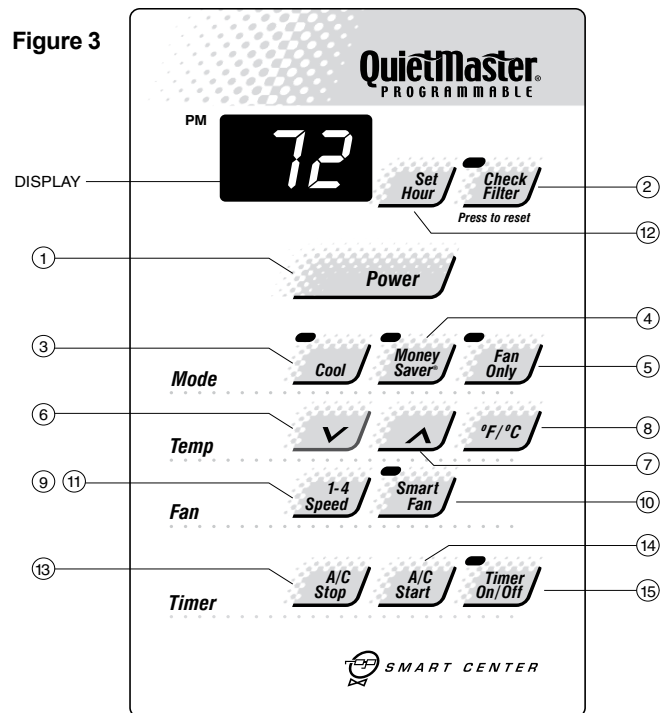 Figure 3
QuietMaster®
PROGRAMMABLE
PM
72
DISPLAY
Set Hour
Check Filter
2
Press to reset
12
1
Power
4
3
Cool
Money Saver®
Fan Only
5
Mode
6
8
°F/°C
Temp
7
9 11
1-4 Speed
Smart Fan
10
Fan
14
13
A/C Stop
A/C Start
Timer On/Off
15
Timer
TOP SMART CENTER